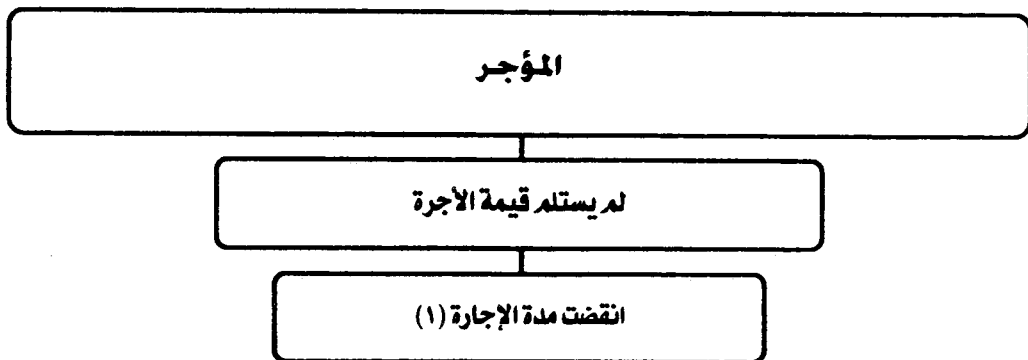 المؤجر
لم يستلم قيمة الأجرة
انقضت مدة الإجارة (١)